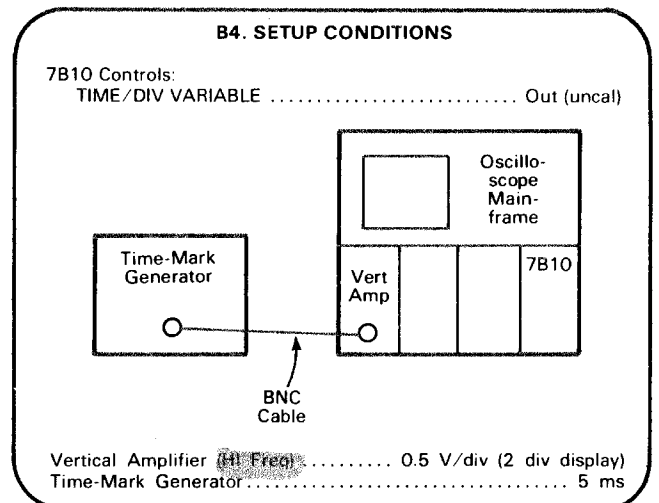 B4. SETUP CONDITIONS
7B10 Controls:
TIME/DIV VARIABLE ........................... Out (uncal)
Oscillo-
scope
Main-
frame
Time-Mark
Generator
Vert
Amp
7B10
BNC
Cable
Vertical Amplifier (HI Freq) .......... 0.5 V/div (2 div display)
Time-Mark Generator ................................. 5 ms